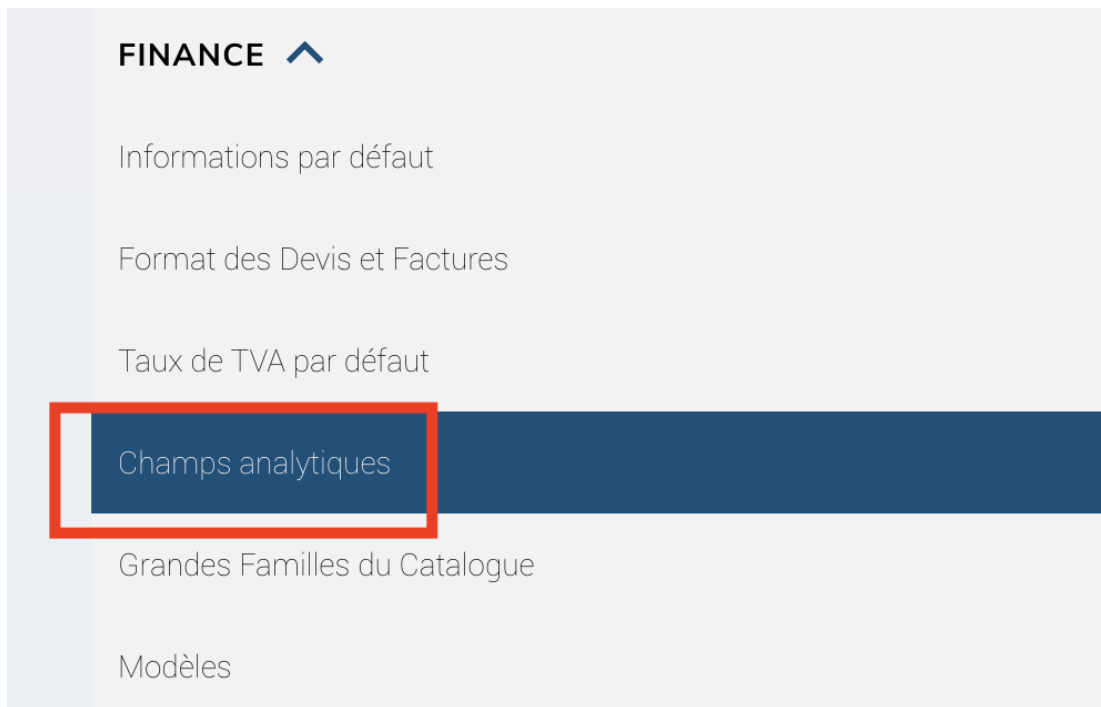 FINANCE
Informations par défaut
Format des Devis et Factures
Taux de TVA par défaut
Champs analytiques
Grandes Familles du Catalogue
Modèles